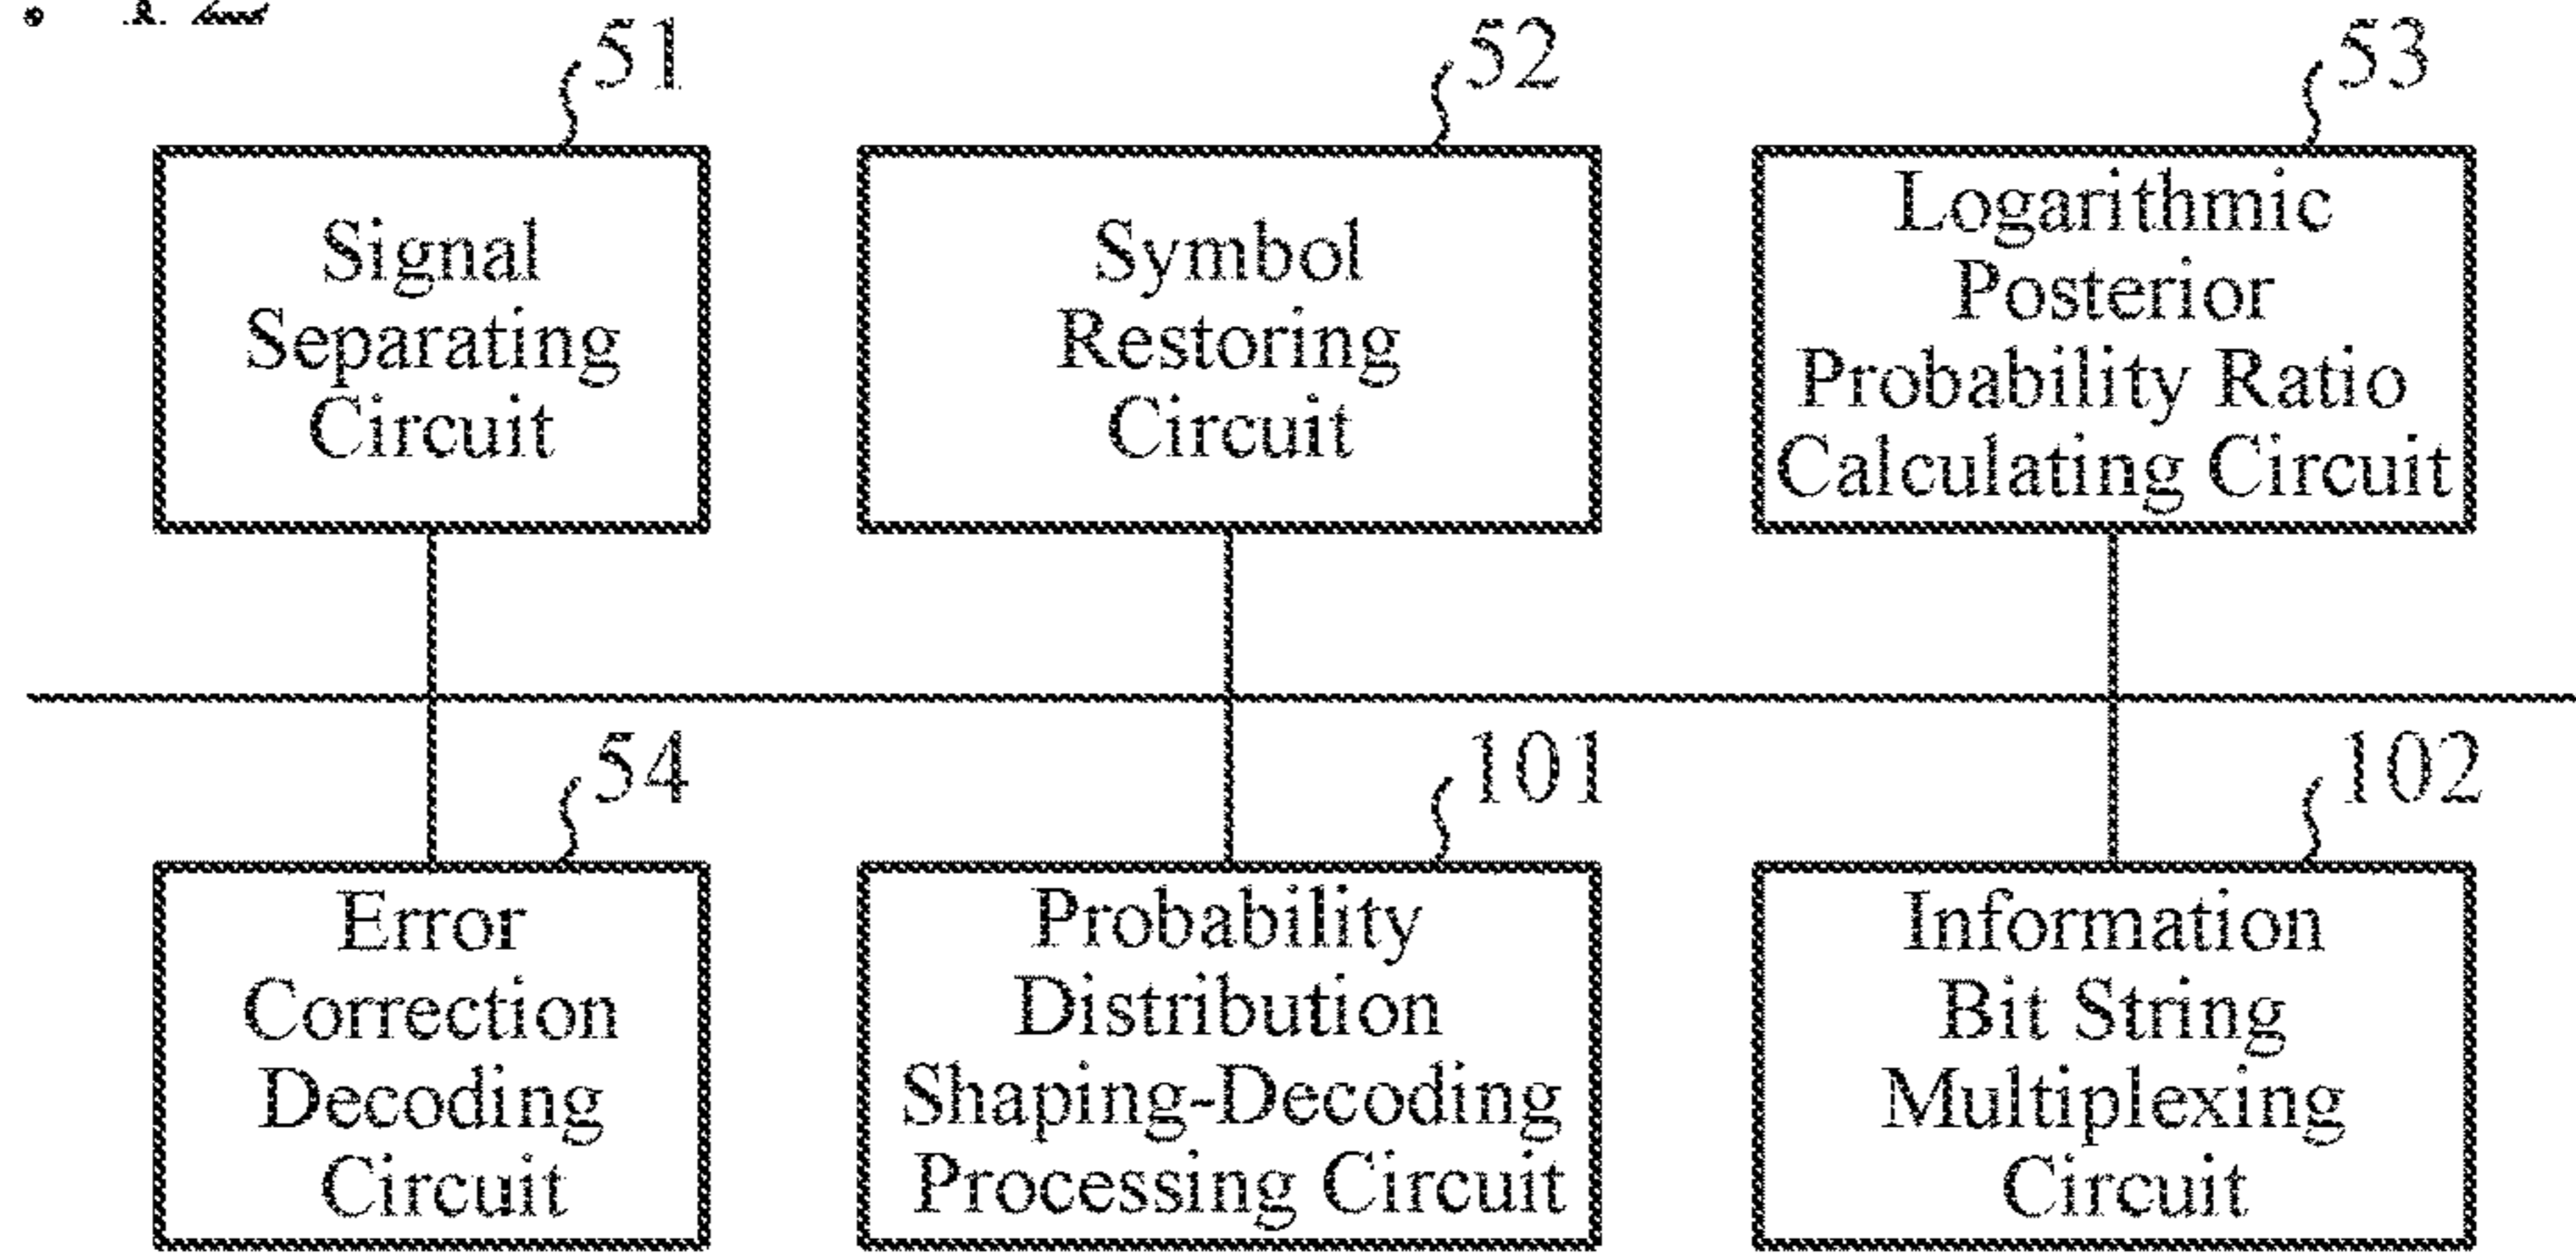 51
52
53
Signal
Separating
Circuit
Symbol
Restoring
Circuit
Logarithmic
Posterior
Probability Ratio
Calculating Circuit
54
101
102
Error
Correction
Decoding
Circuit
Probability
Distribution
Shaping-Decoding
Processing Circuit
Information
Bit String
Multiplexing
Circuit